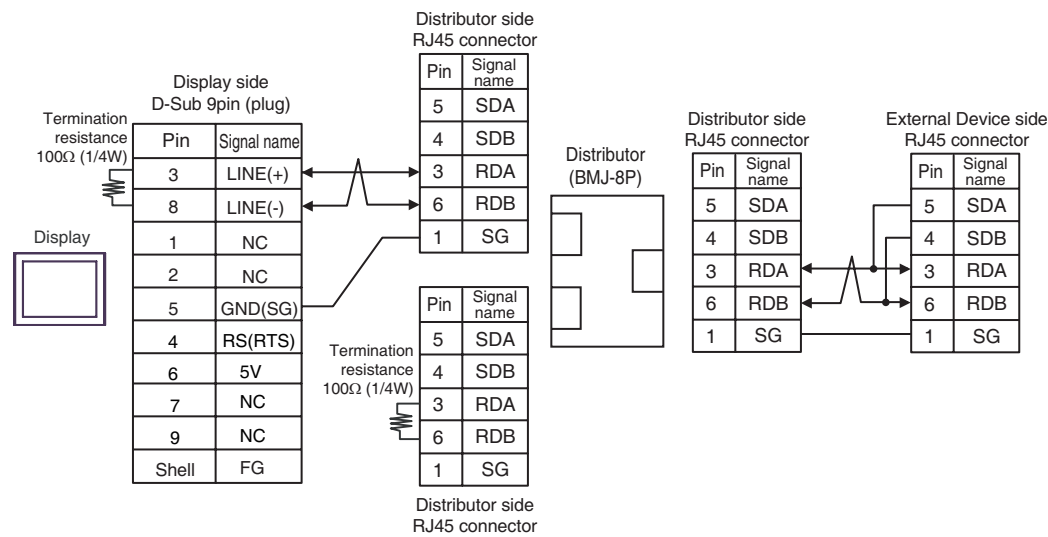 Distributor side
RJ45 connector
Pin Signal name
5 SDA
4 SDB
3 RDA
6 RDB
1 SG
Display side
D-Sub 9pin (plug)
Termination
resistance
100Ω (1/4W)
Pin Signal name
3 LINE(+)
8 LINE(-)
1 NC
2 NC
5 GND(SG)
4 RS(RTS)
6 5V
7 NC
9 NC
Shell FG
Display
Termination
resistance
100Ω (1/4W)
Pin Signal name
5 SDA
4 SDB
3 RDA
6 RDB
1 SG
Distributor side
RJ45 connector
Distributor
(BMJ-8P)
Distributor side
RJ45 connector
Pin Signal name
5 SDA
4 SDB
3 RDA
6 RDB
1 SG
External Device side
RJ45 connector
Pin Signal name
5 SDA
4 SDB
3 RDA
6 RDB
1 SG